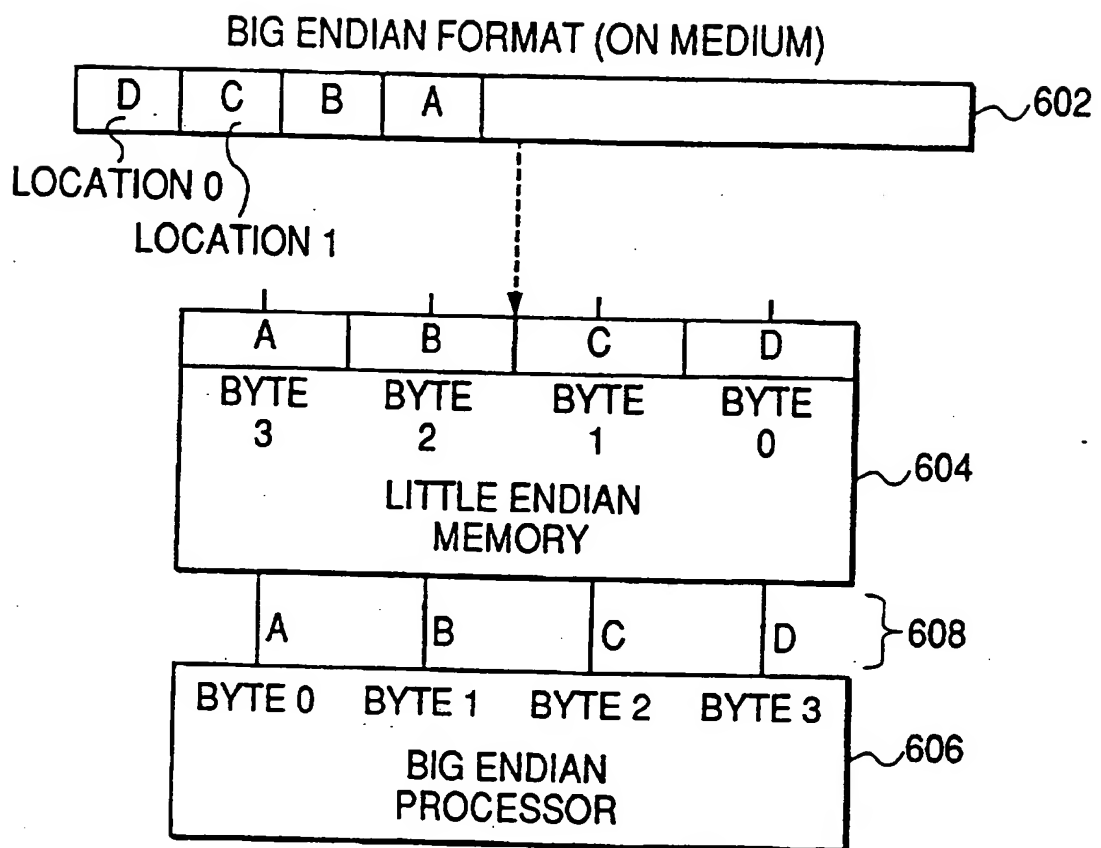 BIG ENDIAN FORMAT (ON MEDIUM)
D C B A
602
LOCATION 0
LOCATION 1
A B C D
BYTE 3 BYTE 2 BYTE 1 BYTE 0
604
LITTLE ENDIAN
MEMORY
A B C D
608
BYTE 0 BYTE 1 BYTE 2 BYTE 3
606
BIG ENDIAN
PROCESSOR